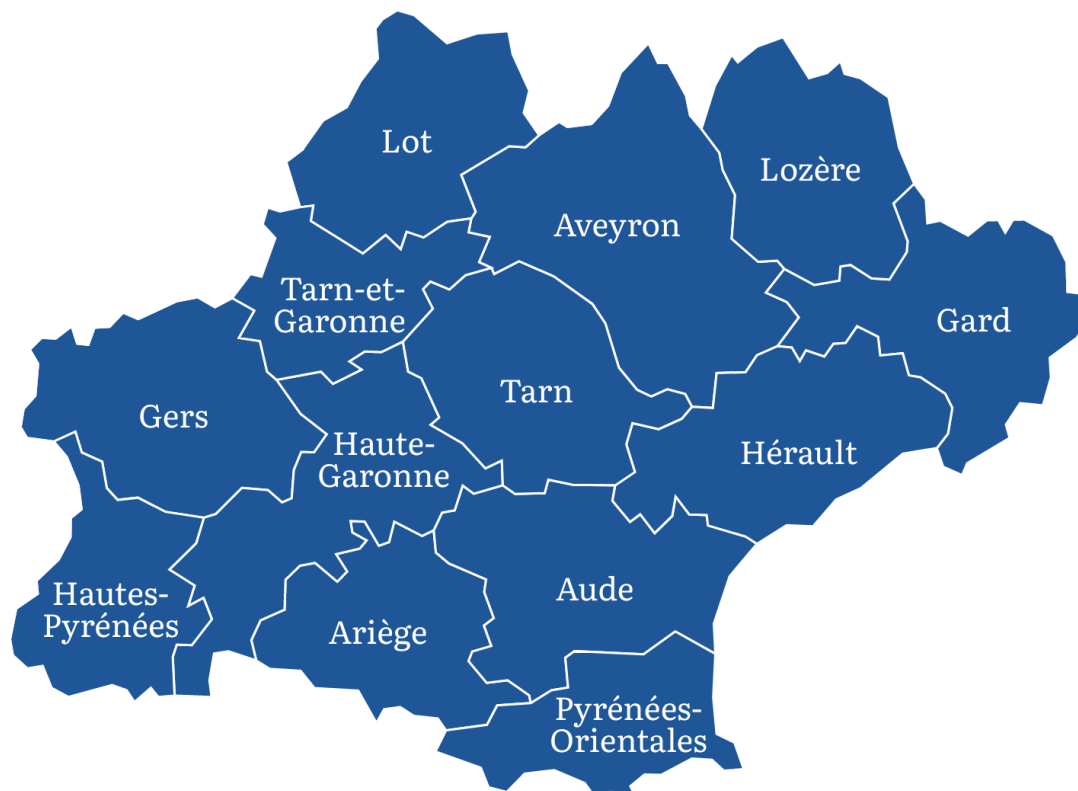 Lot
Lozère
Aveyron
Tarn-et-
Garonne
Gard
Tarn
Gers
Haute-
Garonne
Hérault
Hautes-
Pyrénées
Aude
Ariège
Pyrénées-
Orientales